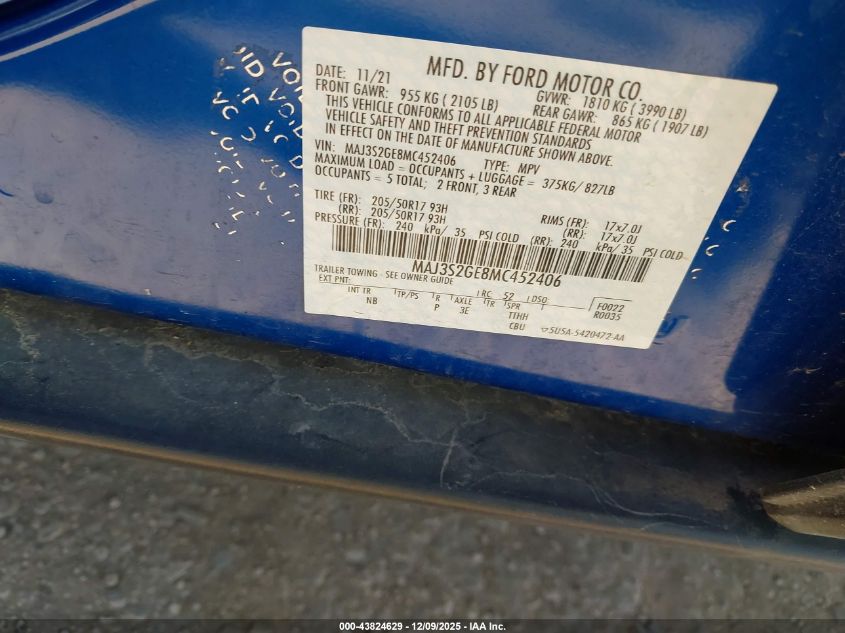 MFD. BY FORD MOTOR CO.
DATE: 11/21
GVWR: 1810 KG ( 3990 LB)
FRONT GAWR: 955 KG ( 2105 LB)
REAR GAWR: 865 KG ( 1907 LB)
THIS VEHICLE CONFORMS TO ALL APPLICABLE FEDERAL MOTOR
VEHICLE SAFETY AND THEFT PREVENTION STANDARDS
IN EFFECT ON THE DATE OF MANUFACTURE SHOWN ABOVE.
VIN: MAJ3S2GE8MC452406 TYPE: MPV
MAXIMUM LOAD = OCCUPANTS + LUGGAGE = 375KG/ 827LB
OCCUPANTS = 5 TOTAL; 2 FRONT, 3 REAR
TIRE (FR): 205/50R17 93H RIMS (FR): 17x7.0J
(RR): 205/50R17 93H (RR): 17x7.0J
PRESSURE (FR): 240 kPa/ 35 PSI COLD (RR): 240 kPa/ 35 PSI COLD
MAJ3S2GE8MC452406
TRAILER TOWING - SEE OWNER GUIDE
EXT PNT: RC: 52 DSO: F0022
INT TR TP/PS R AXLE TR SPR R0035
NB P 3E TTHH
CBU 5U5A-5420472-AA
VOID
VOID
000-43824629 - 12/09/2025 - IAA Inc.